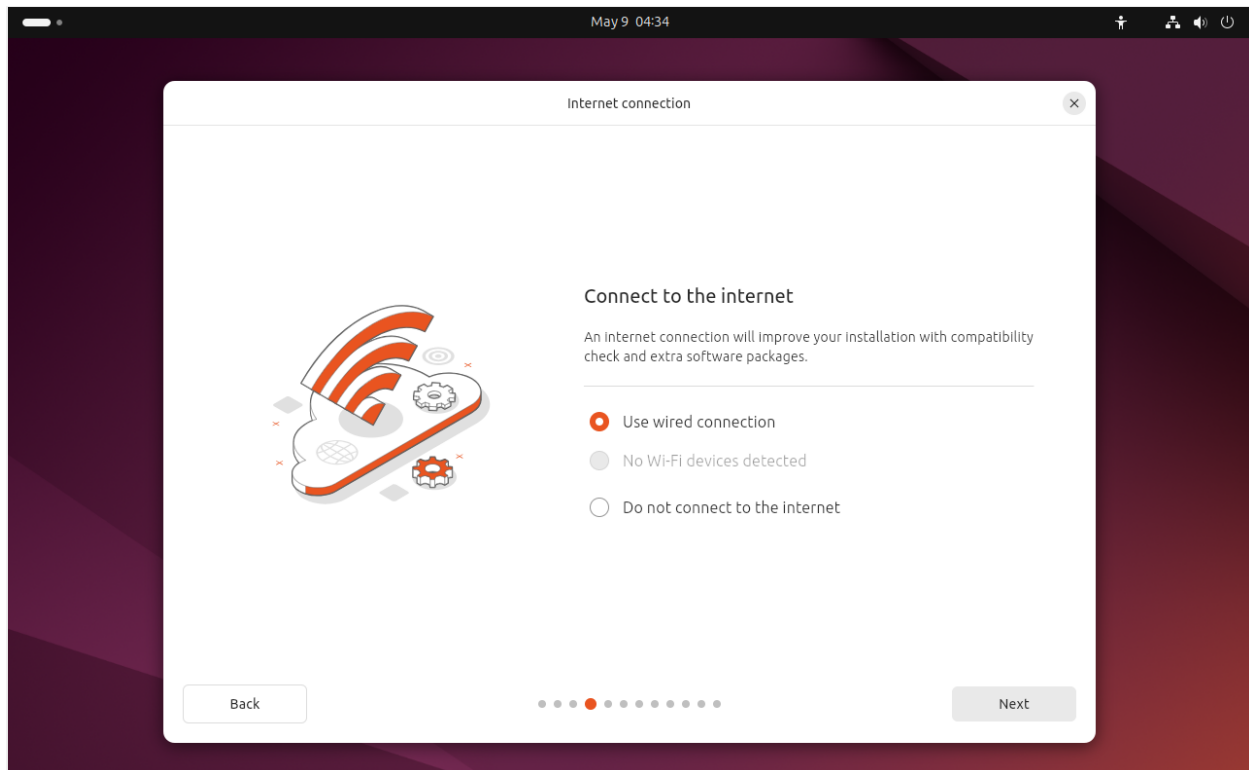 May 9 04:34
Internet connection
Connect to the internet
An internet connection will improve your installation with compatibility
check and extra software packages.
Use wired connection
No Wi-Fi devices detected
Do not connect to the internet
Back
Next